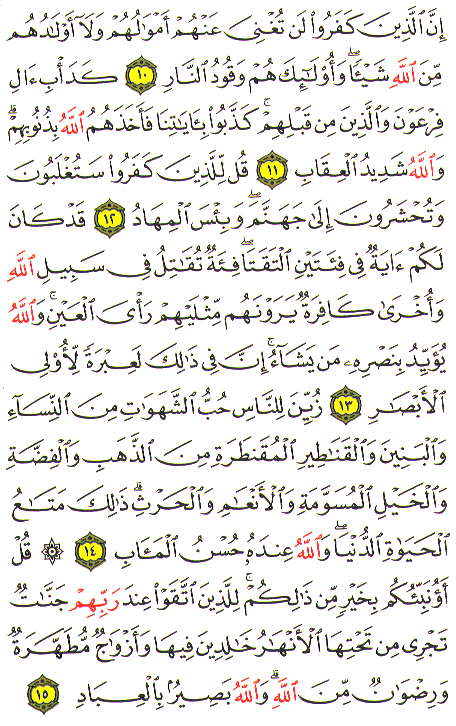 إِنَّ ٱلَّذِينَ كَفَرُواْ لَن تُغْنِىَ عَنْهُمْ أَمْوَٰلُهُمْ وَلَآ أَوْلَٰدُهُم
مِّنَ ٱللَّهِ شَيْـًٔا ۖ وَأُوْلَٰٓئِكَ هُمْ وَقُودُ ٱلنَّارِ ١٠ كَدَأْبِ ءَالِ
فِرْعَوْنَ وَٱلَّذِينَ مِن قَبْلِهِمْ ۚ كَذَّبُواْ بِـَٔايَٰتِنَا فَأَخَذَهُمُ ٱللَّهُ بِذُنُوبِهِمْ ۗ
وَٱللَّهُ شَدِيدُ ٱلْعِقَابِ ١١ قُل لِّلَّذِينَ كَفَرُواْ سَتُغْلَبُونَ
وَتُحْشَرُونَ إِلَىٰ جَهَنَّمَ ۚ وَبِئْسَ ٱلْمِهَادُ ١٢ قَدْ كَانَ
لَكُمْ ءَايَةٌ فِى فِئَتَيْنِ ٱلْتَقَتَا ۖ فِئَةٌ تُقَٰتِلُ فِى سَبِيلِ ٱللَّهِ
وَأُخْرَىٰ كَافِرَةٌ يَرَوْنَهُم مِّثْلَيْهِمْ رَأْىَ ٱلْعَيْنِ ۚ وَٱللَّهُ
يُؤَيِّدُ بِنَصْرِهِۦ مَن يَشَآءُ ۗ إِنَّ فِى ذَٰلِكَ لَعِبْرَةً لِّأُوْلِى
ٱلْأَبْصَٰرِ ١٣ زُيِّنَ لِلنَّاسِ حُبُّ ٱلشَّهَوَٰتِ مِنَ ٱلنِّسَآءِ
وَٱلْبَنِينَ وَٱلْقَنَٰطِيرِ ٱلْمُقَنطَرَةِ مِنَ ٱلذَّهَبِ وَٱلْفِضَّةِ
وَٱلْخَيْلِ ٱلْمُسَوَّمَةِ وَٱلْأَنْعَٰمِ وَٱلْحَرْثِ ۗ ذَٰلِكَ مَتَٰعُ
ٱلْحَيَوٰةِ ٱلدُّنْيَا ۖ وَٱللَّهُ عِندَهُۥ حُسْنُ ٱلْمَـَٔابِ ١٤ ۞ قُلْ
أَؤُنَبِّئُكُم بِخَيْرٍ مِّن ذَٰلِكُمْ ۚ لِلَّذِينَ ٱتَّقَوْاْ عِندَ رَبِّهِمْ جَنَّٰتٌ
تَجْرِى مِن تَحْتِهَا ٱلْأَنْهَٰرُ خَٰلِدِينَ فِيهَا وَأَزْوَٰجٌ مُّطَهَّرَةٌ
وَرِضْوَٰنٌ مِّنَ ٱللَّهِ ۗ وَٱللَّهُ بَصِيرٌۢ بِٱلْعِبَادِ ١٥